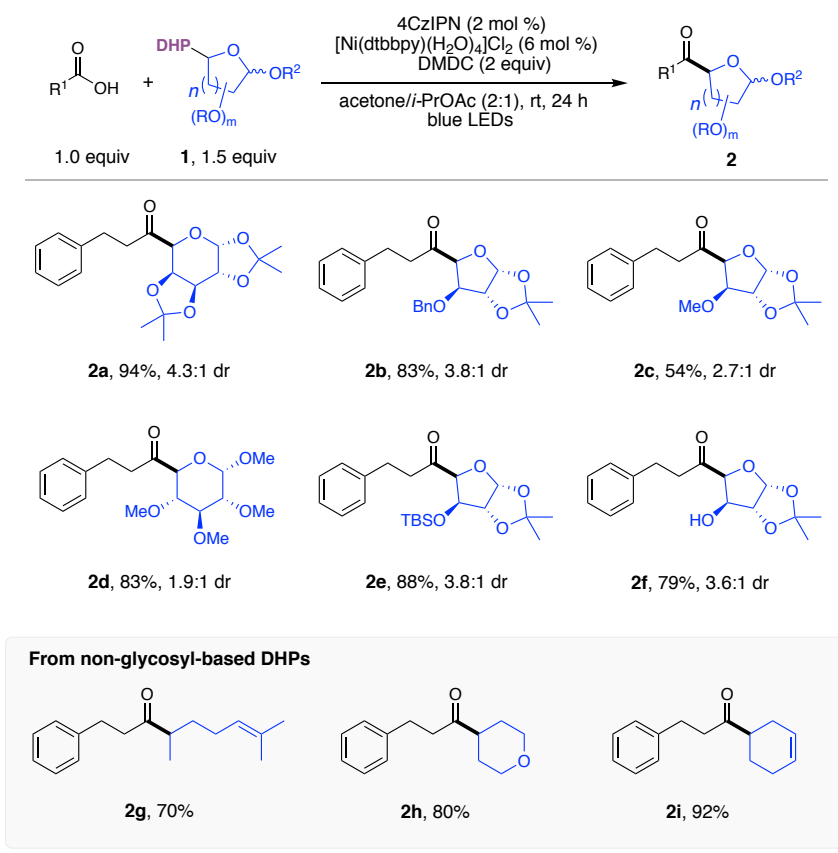 4CzIPN (2 mol %)
[Ni(dtbbpy)(H₂O)₄]Cl₂ (6 mol %)
DMDC (2 equiv)
acetone/i-PrOAc (2:1), rt, 24 h
blue LEDs
O
R¹ OH
+
DHP O
OR²
n
(RO)m
O
R¹ O
OR²
n
(RO)m
1.0 equiv
1, 1.5 equiv
2
O
O O
O O
O
2a, 94%, 4.3:1 dr
O
O O
BnO O
2b, 83%, 3.8:1 dr
O
O O
MeO O
2c, 54%, 2.7:1 dr
O
O OMe
MeO OMe
OMe
2d, 83%, 1.9:1 dr
O
O O
TBSO O
2e, 88%, 3.8:1 dr
O
O O
HO O
2f, 79%, 3.6:1 dr
From non-glycosyl-based DHPs
O
2g, 70%
O
O
2h, 80%
O
2i, 92%